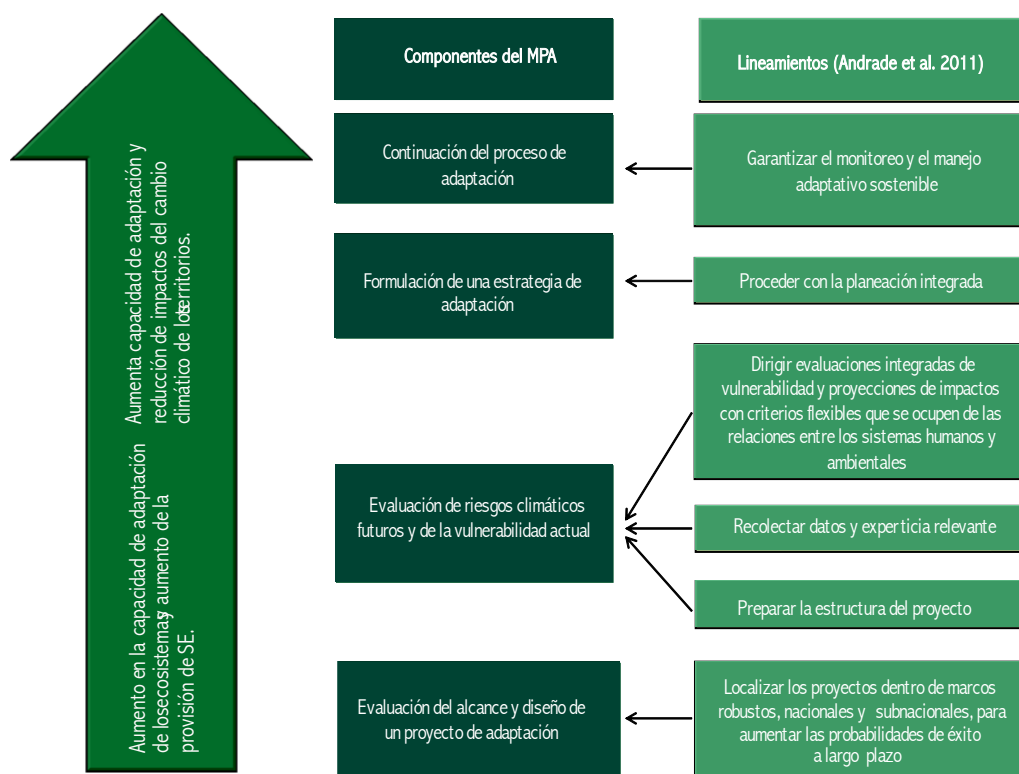 Componentes del MPA
Lineamientos (Andrade et al. 2011)
Continuación del proceso de
adaptación
Garantizar el monitoreo y el manejo
adaptativo sostenible
Formulación de una estrategia de
adaptación
Proceder con la planeación integrada
Dirigir evaluaciones integradas de
vulnerabilidad y proyecciones de impactos
con criterios flexibles que se ocupen de las
relaciones entre los sistemas humanos y
ambientales
Evaluación de riesgos climáticos
futuros y de la vulnerabilidad actual
Recolectar datos y experticia relevante
Preparar la estructura del proyecto
Evaluación del alcance y diseño de
un proyecto de adaptación
Localizar los proyectos dentro de marcos
robustos, nacionales y subnacionales, para
aumentar las probabilidades de éxito
a largo plazo
Aumenta capacidad de adaptación y
reducción de impactos del cambio
climático de los territorios.
Aumento en la capacidad de adaptación
de losecosistemas y aumento de la
provisión de SE.